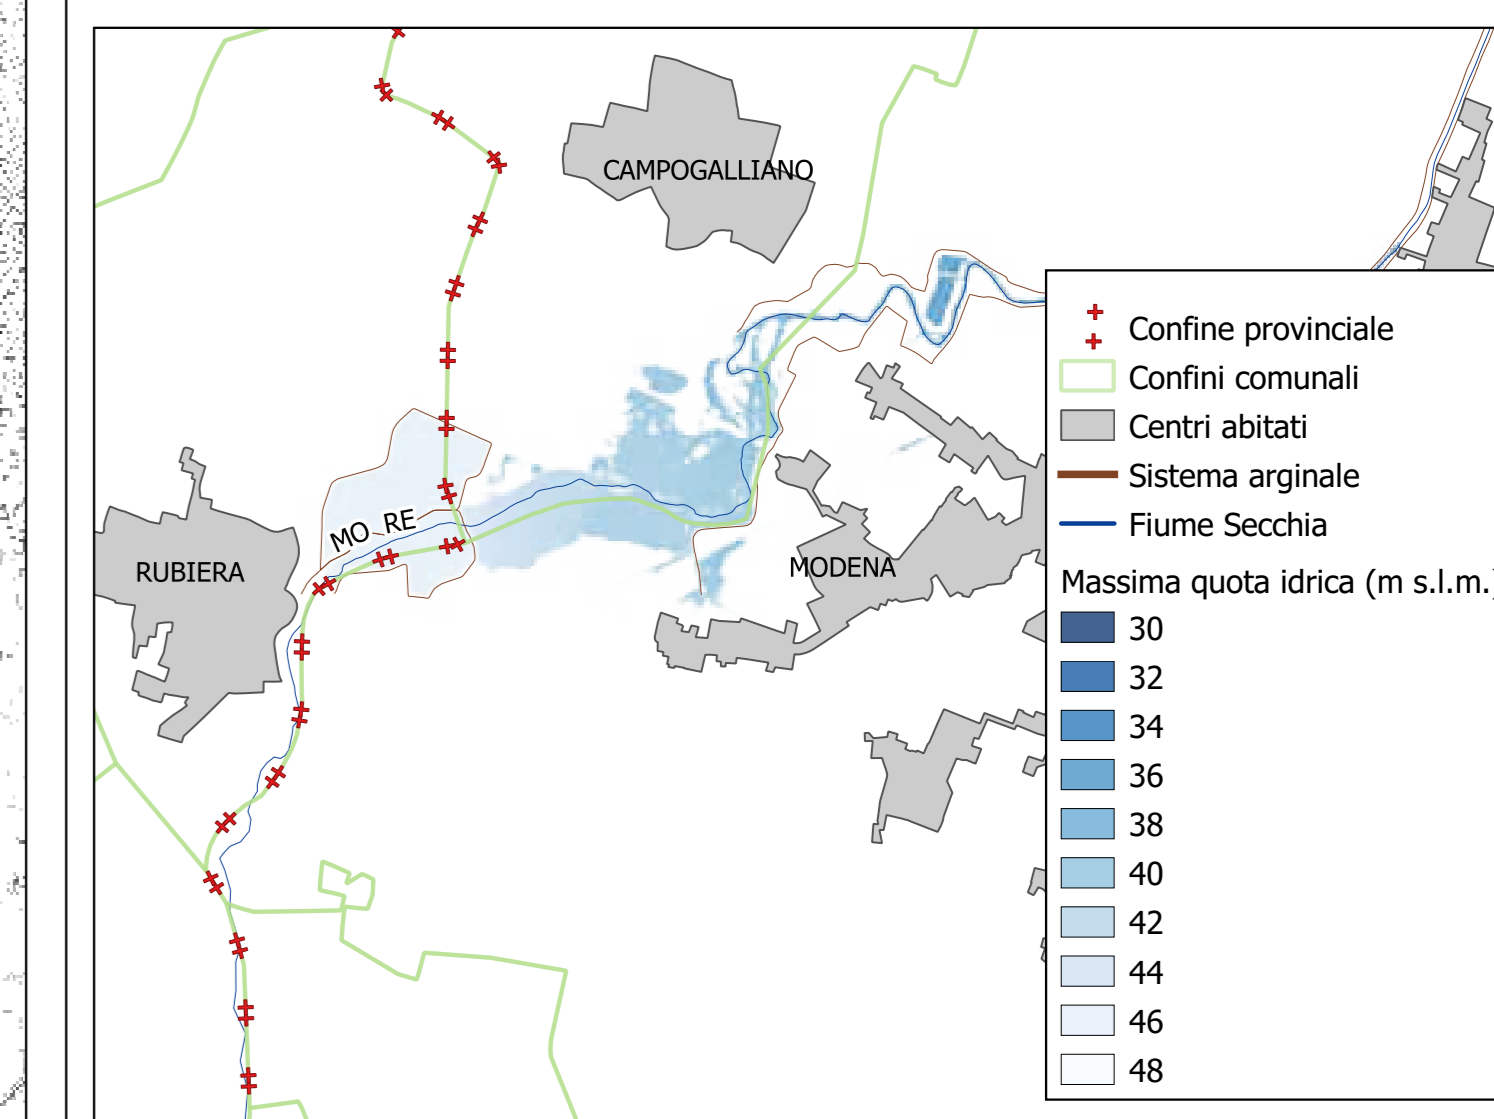 CAMPOGALLIANO
MO RE
RUBIERA
MODENA
Confine provinciale
Confini comunali
Centri abitati
Sistema arginale
Fiume Secchia
Massima quota idrica (m s.l.m.)
30
32
34
36
38
40
42
44
46
48